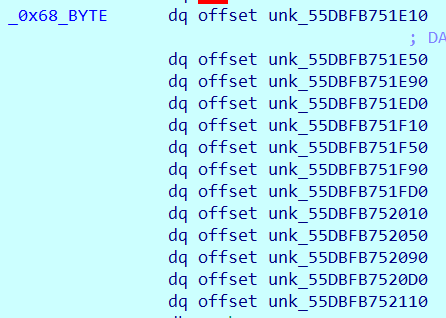 _0x68_BYTE dq offset unk_55DBFB751E10
; DA
dq offset unk_55DBFB751E50
dq offset unk_55DBFB751E90
dq offset unk_55DBFB751ED0
dq offset unk_55DBFB751F10
dq offset unk_55DBFB751F50
dq offset unk_55DBFB751F90
dq offset unk_55DBFB751FD0
dq offset unk_55DBFB752010
dq offset unk_55DBFB752050
dq offset unk_55DBFB752090
dq offset unk_55DBFB7520D0
dq offset unk_55DBFB752110